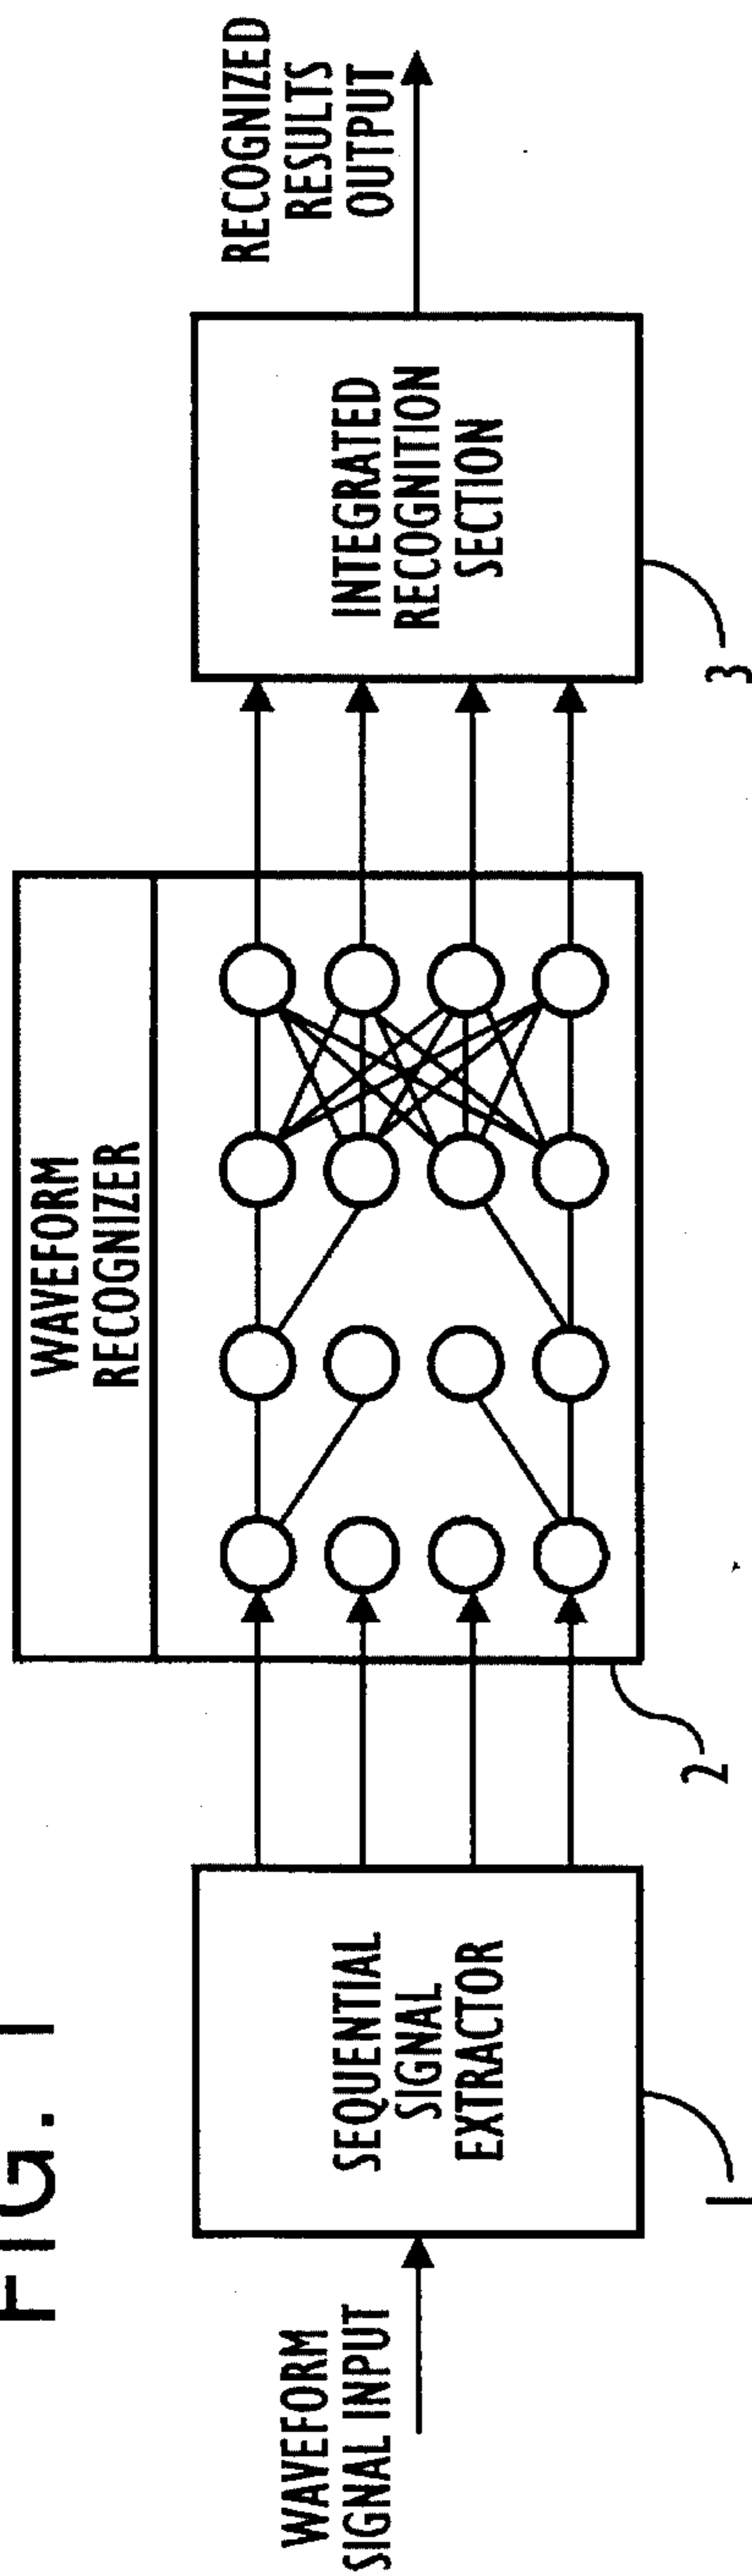 FIG. 1
WAVEFORM
SIGNAL INPUT
SEQUENTIAL
SIGNAL
EXTRACTOR
1
WAVEFORM
RECOGNIZER
2
INTEGRATED
RECOGNITION
SECTION
3
RECOGNIZED
RESULTS
OUTPUT